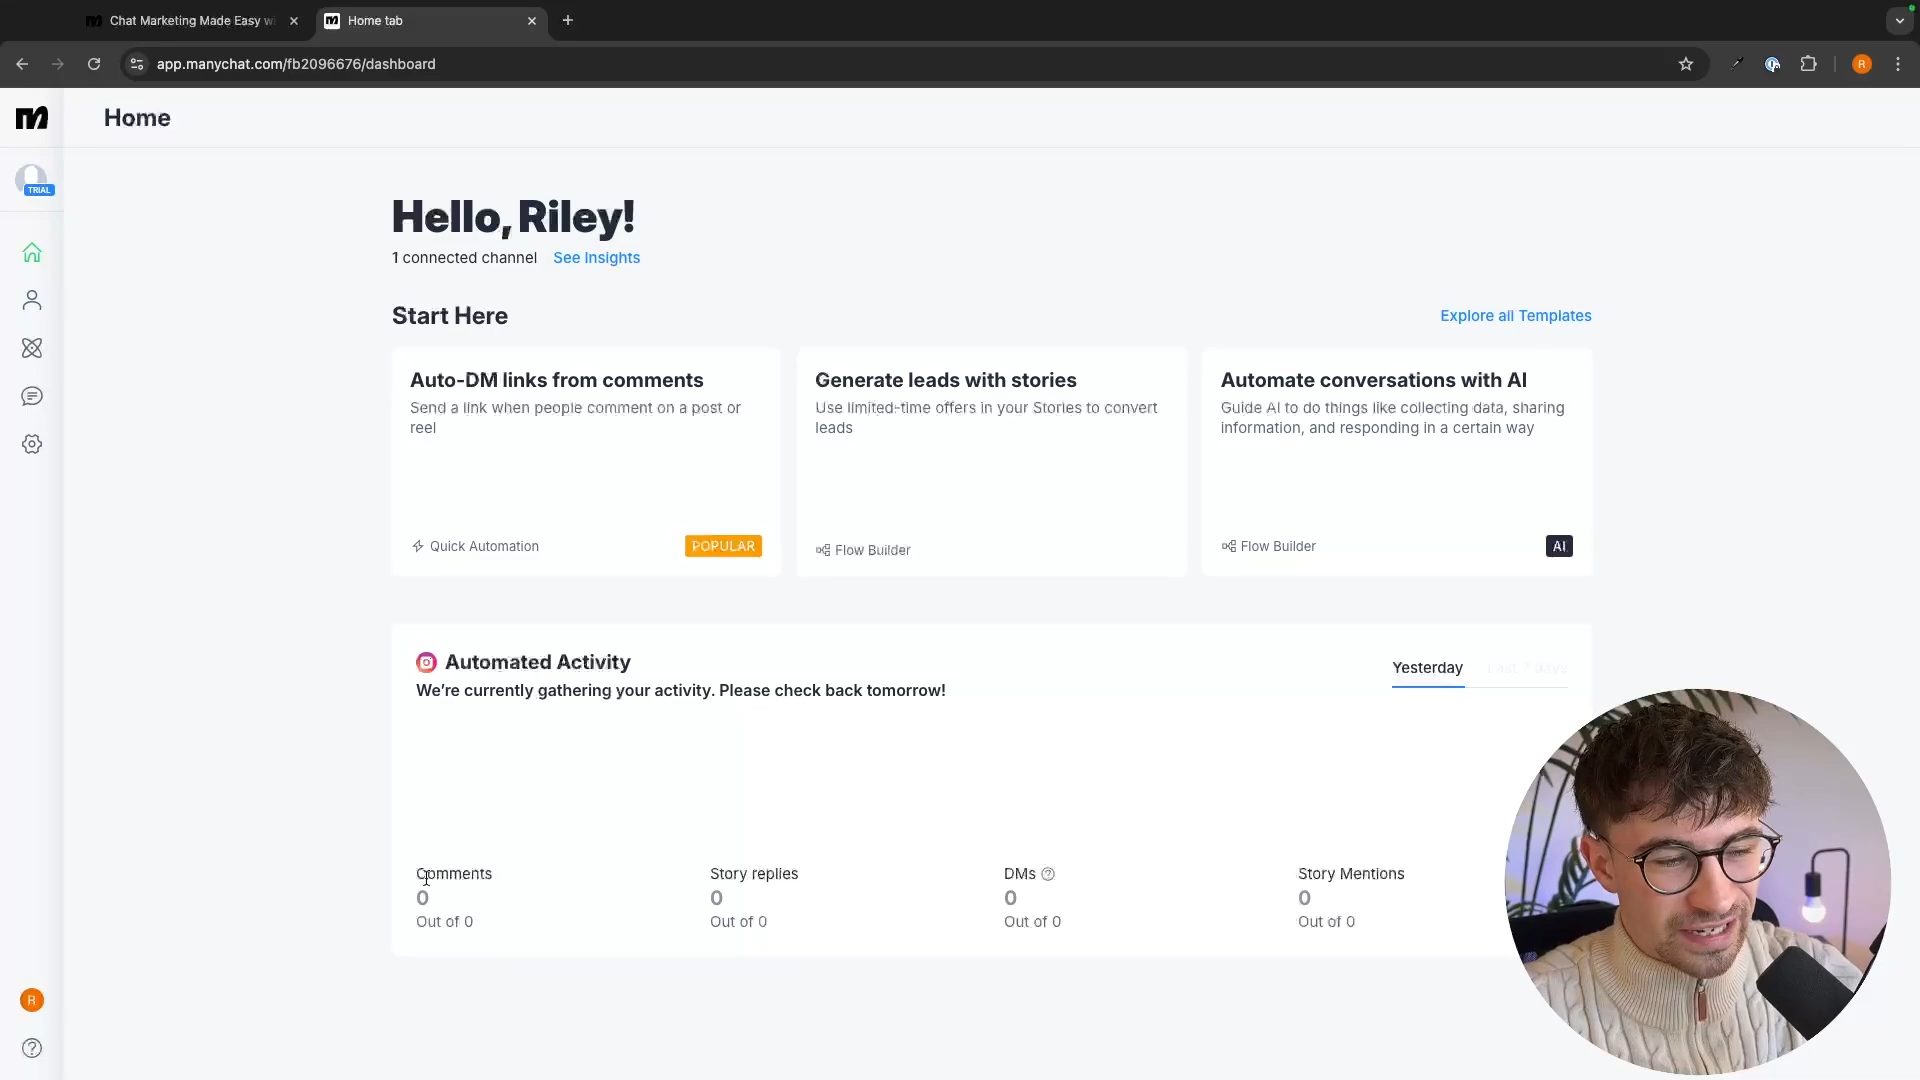 Chat Marketing Made Easy wi
Home tab
app.manychat.com/fb2096676/dashboard
R
Home
TRIAL
Hello, Riley!
1 connected channel See Insights
Start Here
Explore all Templates
Auto-DM links from comments
Send a link when people comment on a post or
reel
Quick Automation
POPULAR
Generate leads with stories
Use limited-time offers in your Stories to convert
leads
Flow Builder
Automate conversations with AI
Guide AI to do things like collecting data, sharing
information, and responding in a certain way
Flow Builder
AI
Automated Activity
Yesterday Last 7 days
We're currently gathering your activity. Please check back tomorrow!
Comments
0
Out of 0
Story replies
0
Out of 0
DMs
0
Out of 0
Story Mentions
0
Out of 0
R